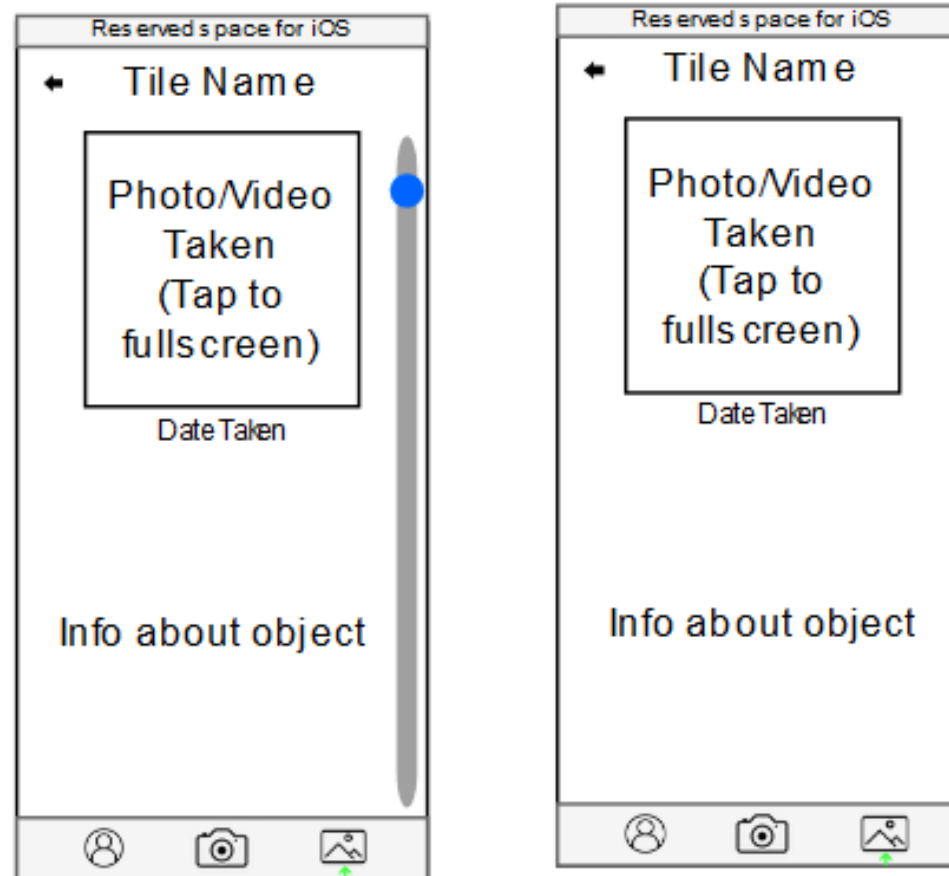 Reserved space for iOS
Tile Name
Photo/Video
Taken
(Tap to
fullscreen)
Date Taken
Info about object
Reserved space for iOS
Tile Name
Photo/Video
Taken
(Tap to
fullscreen)
Date Taken
Info about object